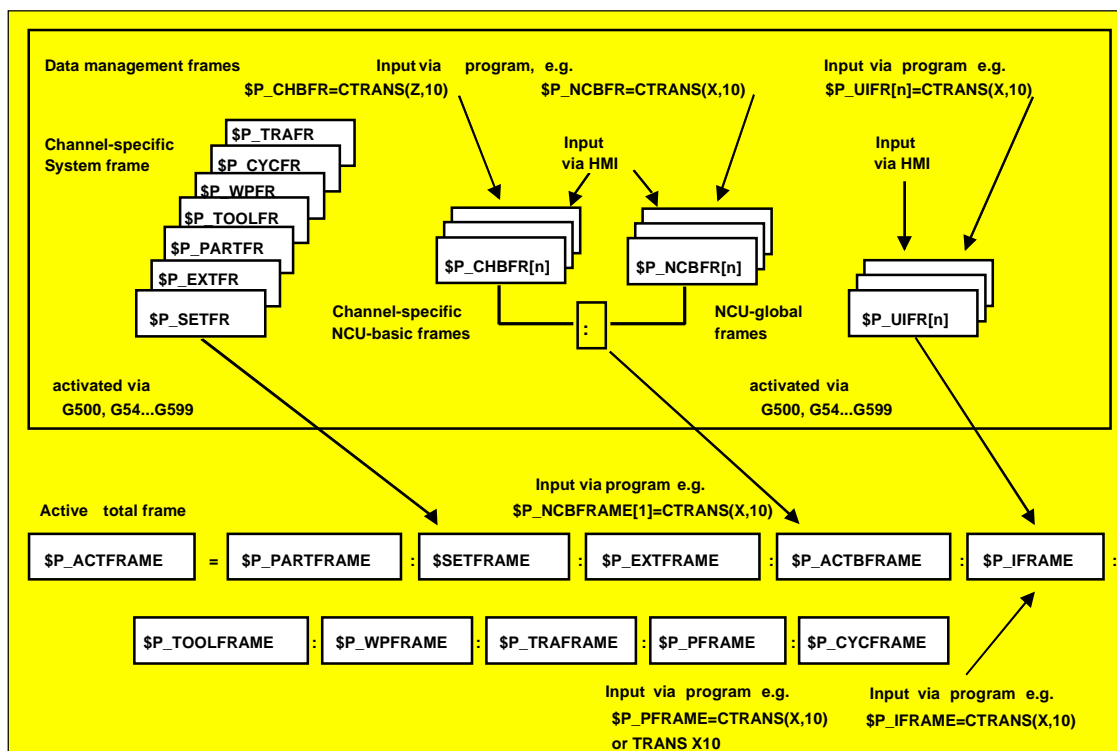 Data management frames
Input via program, e.g.
$P_CHBFR=CTRANS(Z,10)
$P_NCBFR=CTRANS(X,10)
Input via program e.g.
$P_UIFR[n]=CTRANS(X,10)
Channel-specific
System frame
$P_TRAFR
$P_CYCFR
$P_WPFR
$P_TOOLFR
$P_PARTFR
$P_EXTFR
$P_SETFR
Input
via HMI
Input
via HMI
$P_CHBFR[n]
$P_NCBFR[n]
$P_UIFR[n]
Channel-specific
NCU-basic frames
:
NCU-global
frames
activated via
G500, G54...G599
activated via
G500, G54...G599
Active total frame
Input via program e.g.
$P_NCBFRAME[1]=CTRANS(X,10)
$P_ACTFRAME = $P_PARTFRAME : $SETFRAME : $P_EXTFRAME : $P_ACTBFRAME : $P_IFRAME :
$P_TOOLFRAME : $P_WPFRAME : $P_TRAFRAME : $P_PFRAME : $P_CYCFRAME
Input via program e.g.
$P_PFRAME=CTRANS(X,10)
or TRANS X10
Input via program e.g.
$P_IFRAME=CTRANS(X,10)